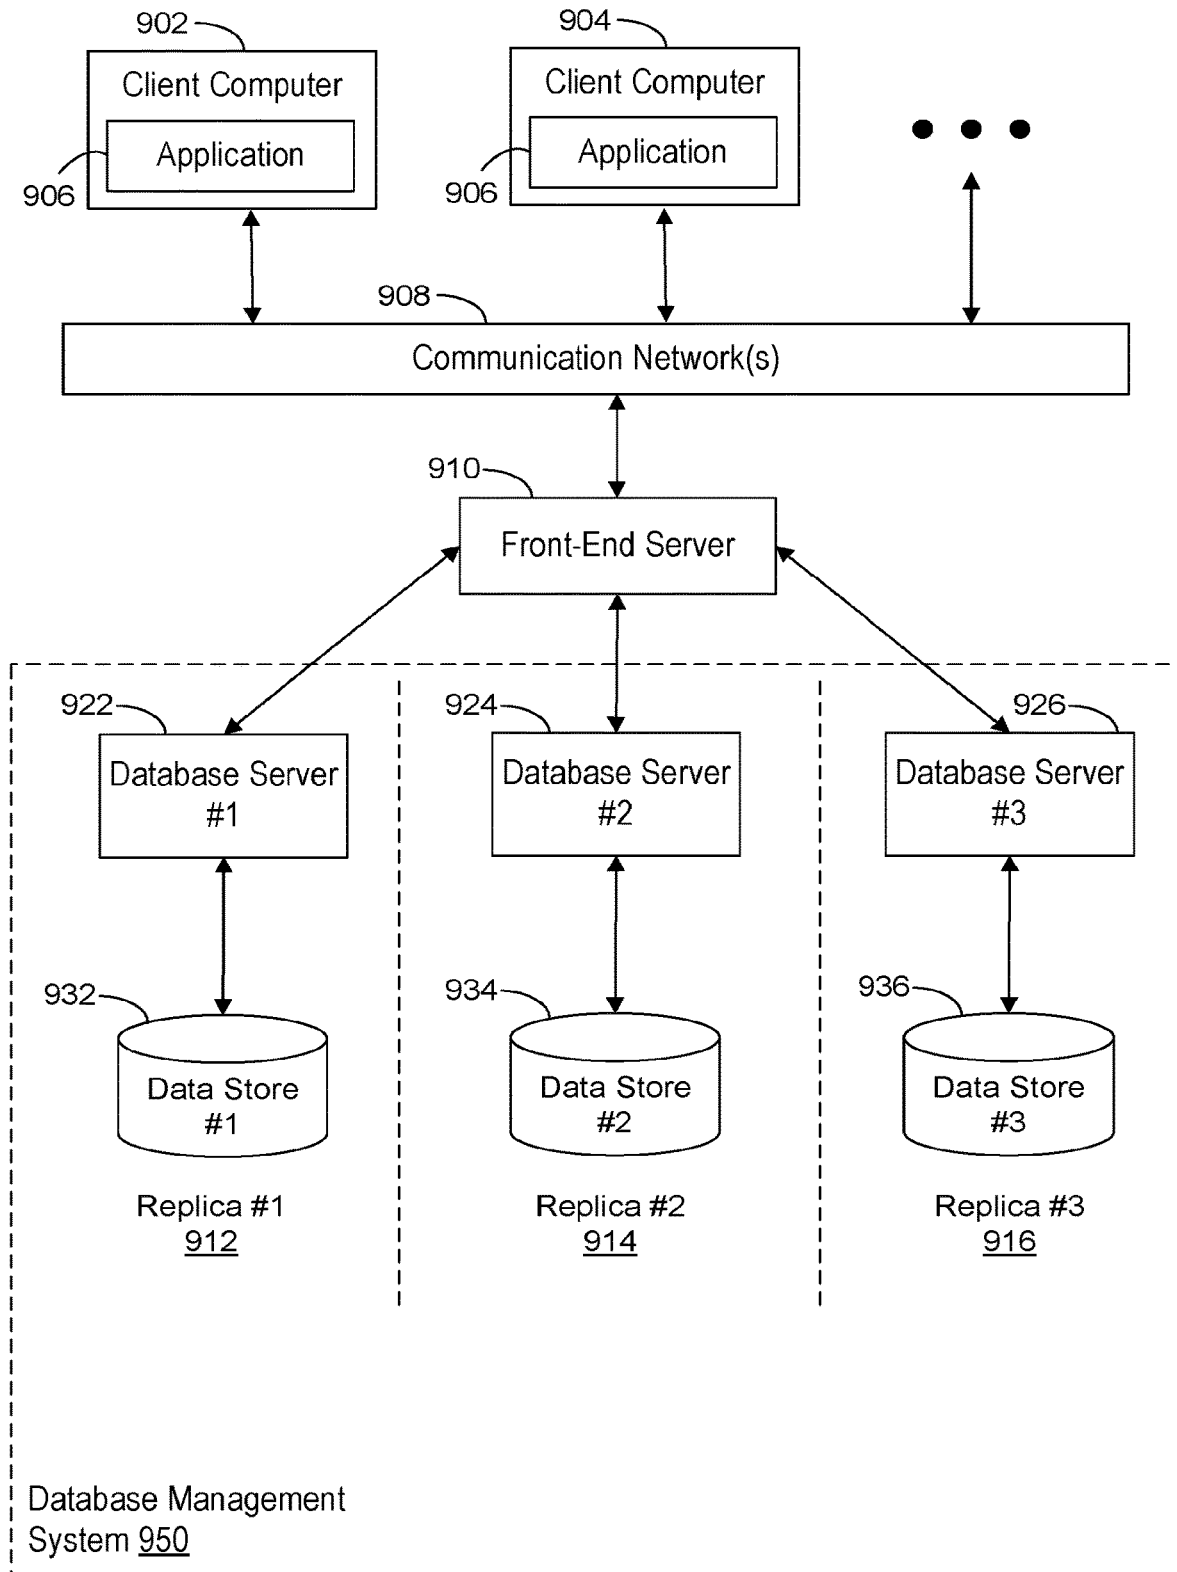 902
904
Client Computer
Client Computer
Application
Application
906
906
908
Communication Network(s)
910
Front-End Server
922
924
926
Database Server
#1
Database Server
#2
Database Server
#3
932
934
936
Data Store
#1
Data Store
#2
Data Store
#3
Replica #1
912
Replica #2
914
Replica #3
916
Database Management
System 950